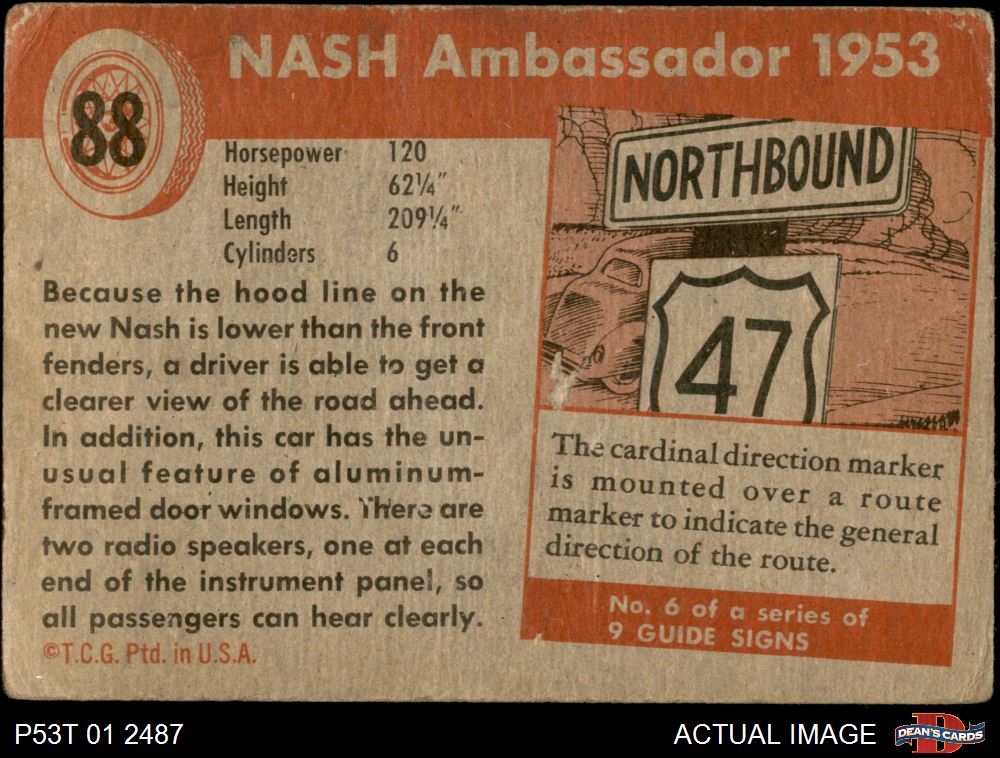 NASH Ambassador 1953
88
Horsepower 120
Height 62¼"
Length 209¼"
Cylinders 6
Because the hood line on the
new Nash is lower than the front
fenders, a driver is able to get a
clearer view of the road ahead.
In addition, this car has the un-
usual feature of aluminum-
framed door windows. There are
two radio speakers, one at each
end of the instrument panel, so
all passengers can hear clearly.
©T.C.G. Ptd. in U.S.A.
NORTHBOUND
47
The cardinal direction marker
is mounted over a route
marker to indicate the general
direction of the route.
No. 6 of a series of
9 GUIDE SIGNS
P53T 01 2487
ACTUAL IMAGE
D
DEAN'S CARDS